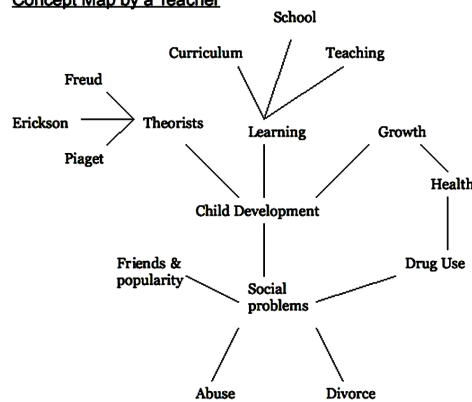 Concept Map by a Teacher
School
Curriculum
Teaching
Freud
Erickson
Theorists
Learning
Growth
Piaget
Health
Child Development
Friends &
popularity
Drug Use
Social
problems
Abuse
Divorce